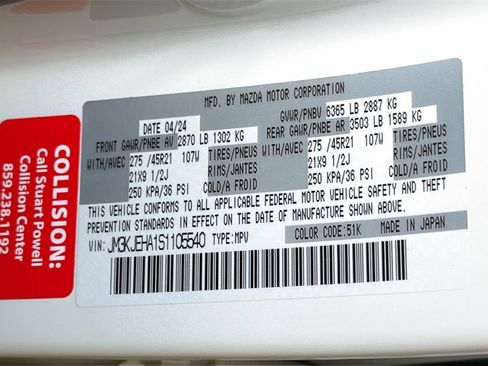 MFD. BY MAZDA MOTOR CORPORATION
DATE 04/24
GVWR/PNBV 6365 LB 2887 KG
FRONT GAWR/PNBE AV 2870 LB 1302 KG
REAR GAWR/PNBE AR 3503 LB 1589 KG
WITH/AVEC 275 /45R21 107W TIRES/PNEUS
WITH/AVEC 275 /45R21 107W TIRES/PNEUS
21X9 1/2J RIMS/JANTES
21X9 1/2J RIMS/JANTES
250 KPA/36 PSI COLD/A FROID
250 KPA/36 PSI COLD/A FROID
THIS VEHICLE CONFORMS TO ALL APPLICABLE FEDERAL MOTOR VEHICLE SAFETY AND THEFT
PREVENTION STANDARDS IN EFFECT ON THE DATE OF MANUFACTURE SHOWN ABOVE.
VIN: JM3KJEHA1S1105540 TYPE:MPV
COLOR CODE:51K MADE IN JAPAN
COLLISION:
Call Stuart Powell
Collision Center
859.238.1192